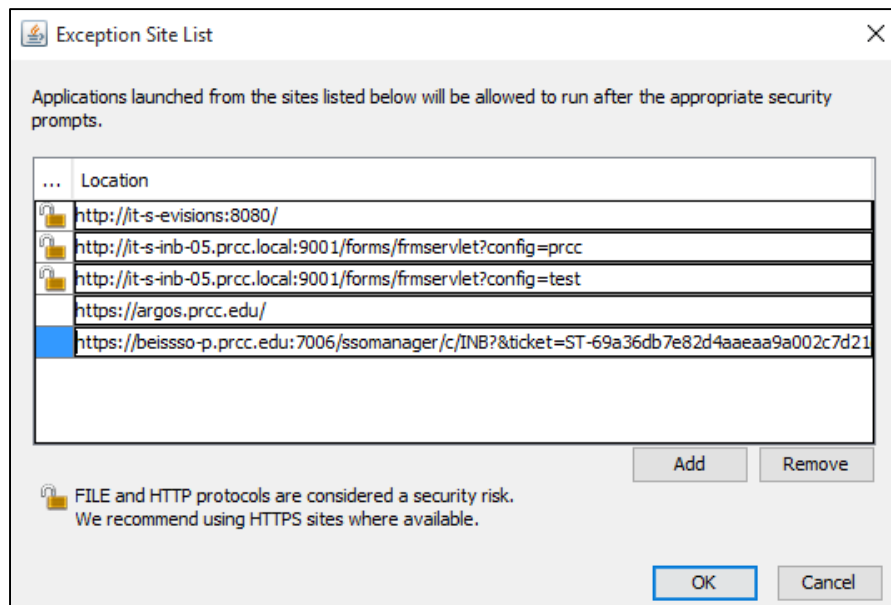 Exception Site List
Applications launched from the sites listed below will be allowed to run after the appropriate security
prompts.
... Location
http://it-s-evisions:8080/
http://it-s-inb-05.prcc.local:9001/forms/frmservlet?config=prcc
http://it-s-inb-05.prcc.local:9001/forms/frmservlet?config=test
https://argos.prcc.edu/
https://beissso-p.prcc.edu:7006/ssomanager/c/INB?&ticket=ST-69a36db7e82d4aaeaa9a002c7d21
Add Remove
FILE and HTTP protocols are considered a security risk.
We recommend using HTTPS sites where available.
OK Cancel